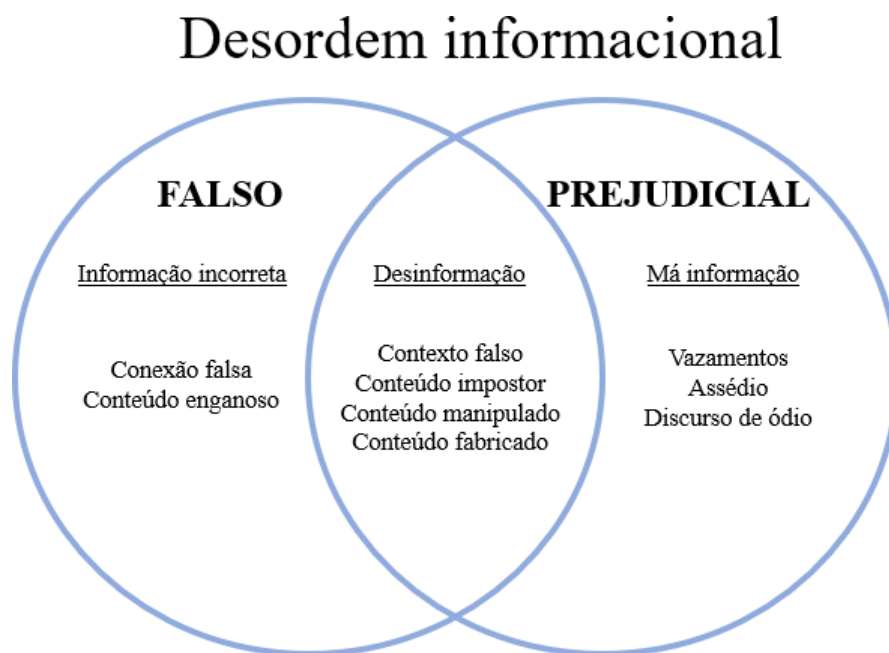 Desordem informacional
FALSO
PREJUDICIAL
Informação incorreta
Desinformação
Má informação
Conexão falsa
Conteúdo enganoso
Contexto falso
Conteúdo impostor
Conteúdo manipulado
Conteúdo fabricado
Vazamentos
Assédio
Discurso de ódio